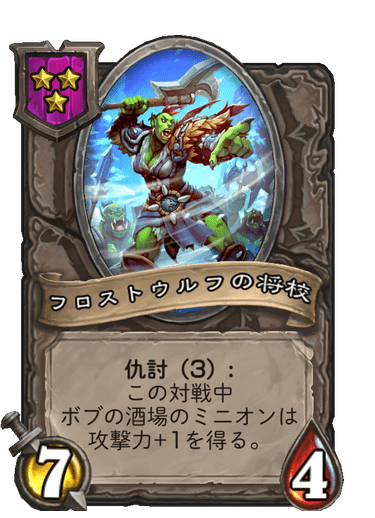 フロストウルフの将校
仇討（3）:
この対戦中
ボブの酒場のミニオンは
攻撃力+1を得る。
7
4